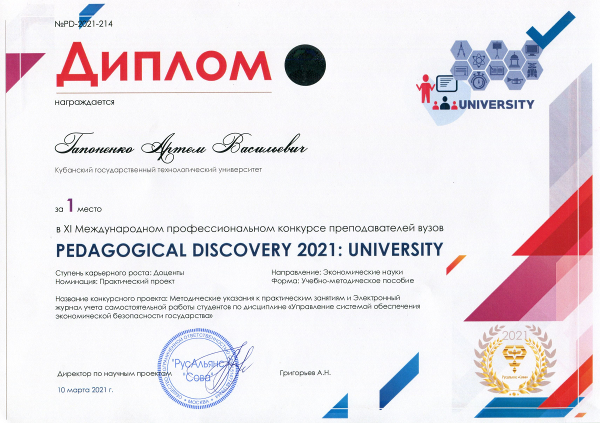 №PD-2021-214
ДИПЛОМ
награждается
UNIVERSITY
Гапоненко Артем Васильевич
Кубанский государственный технологический университет
за 1 место
в XI Международном профессиональном конкурсе преподавателей вузов
PEDAGOGICAL DISCOVERY 2021: UNIVERSITY
Ступень карьерного роста: Доценты
Номинация: Практический проект
Направление: Экономические науки
Форма: Учебно-методическое пособие
Название конкурсного проекта: Методические указания к практическим занятиям и Электронный
журнал учета самостоятельной работы студентов по дисциплине «Управление системой обеспечения
экономической безопасности государства»
2021
"РусАльянс
"Сова"
МОСКВА
Директор по научным проектам
Григорьев А.Н.
10 марта 2021 г.